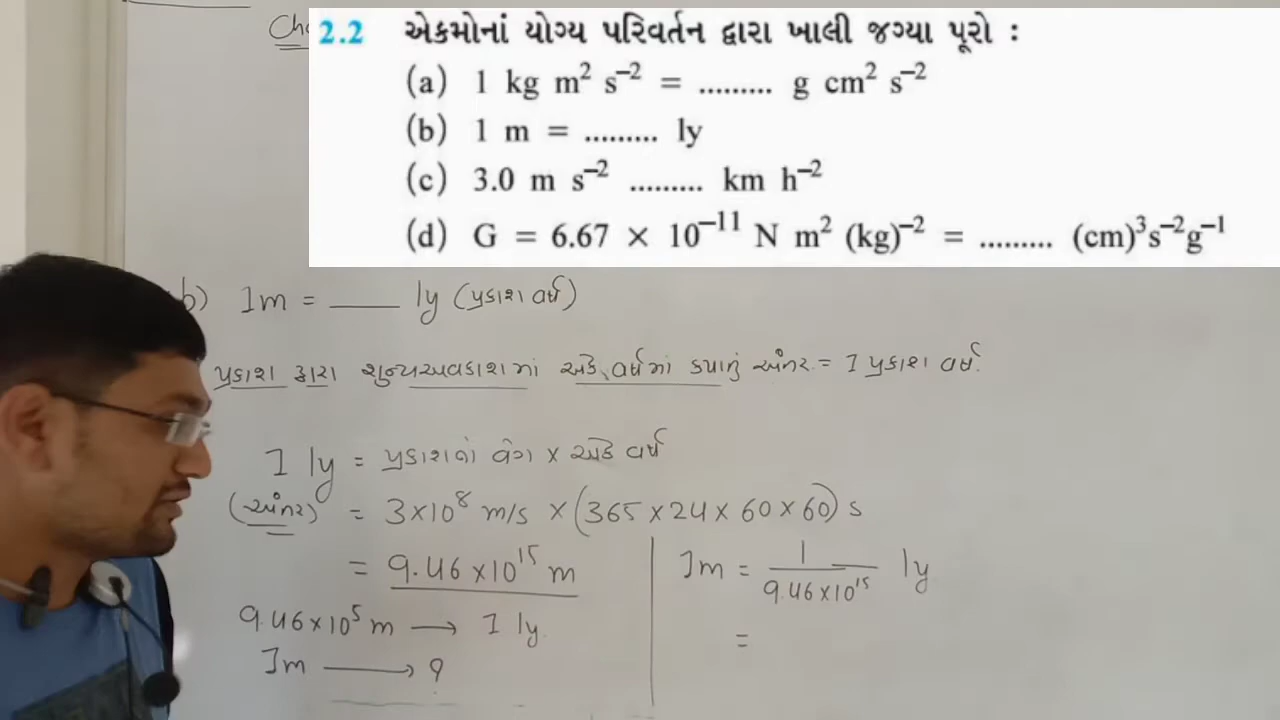 Ch
2.2 એકમોનાં યોગ્ય પરિવર્તન દ્વારા ખાલી જગ્યા પૂરો :
(a) 1 kg m² s⁻² = ......... g cm² s⁻²
(b) 1 m = ......... ly
(c) 3.0 m s⁻² ......... km h⁻²
(d) G = 6.67 × 10⁻¹¹ N m² (kg)⁻² = ......... (cm)³s⁻²g⁻¹
b) 1m = ____ ly (પ્રકાશ વર્ષ)
પ્રકાશ દ્વારા શુન્યઅવકાશમાં એક વર્ષમાં કપાતું અંતર = 1 પ્રકાશ વર્ષ.
1 ly = પ્રકાશનો વેગ × એક વર્ષ
(અંતર) = 3×10⁸ m/s × (365×24×60×60) s
= 9.46×10¹⁵ m
9.46×10⁵ m → 1 ly.
1m → ?
1m = 1/9.46×10¹⁵ ly
=